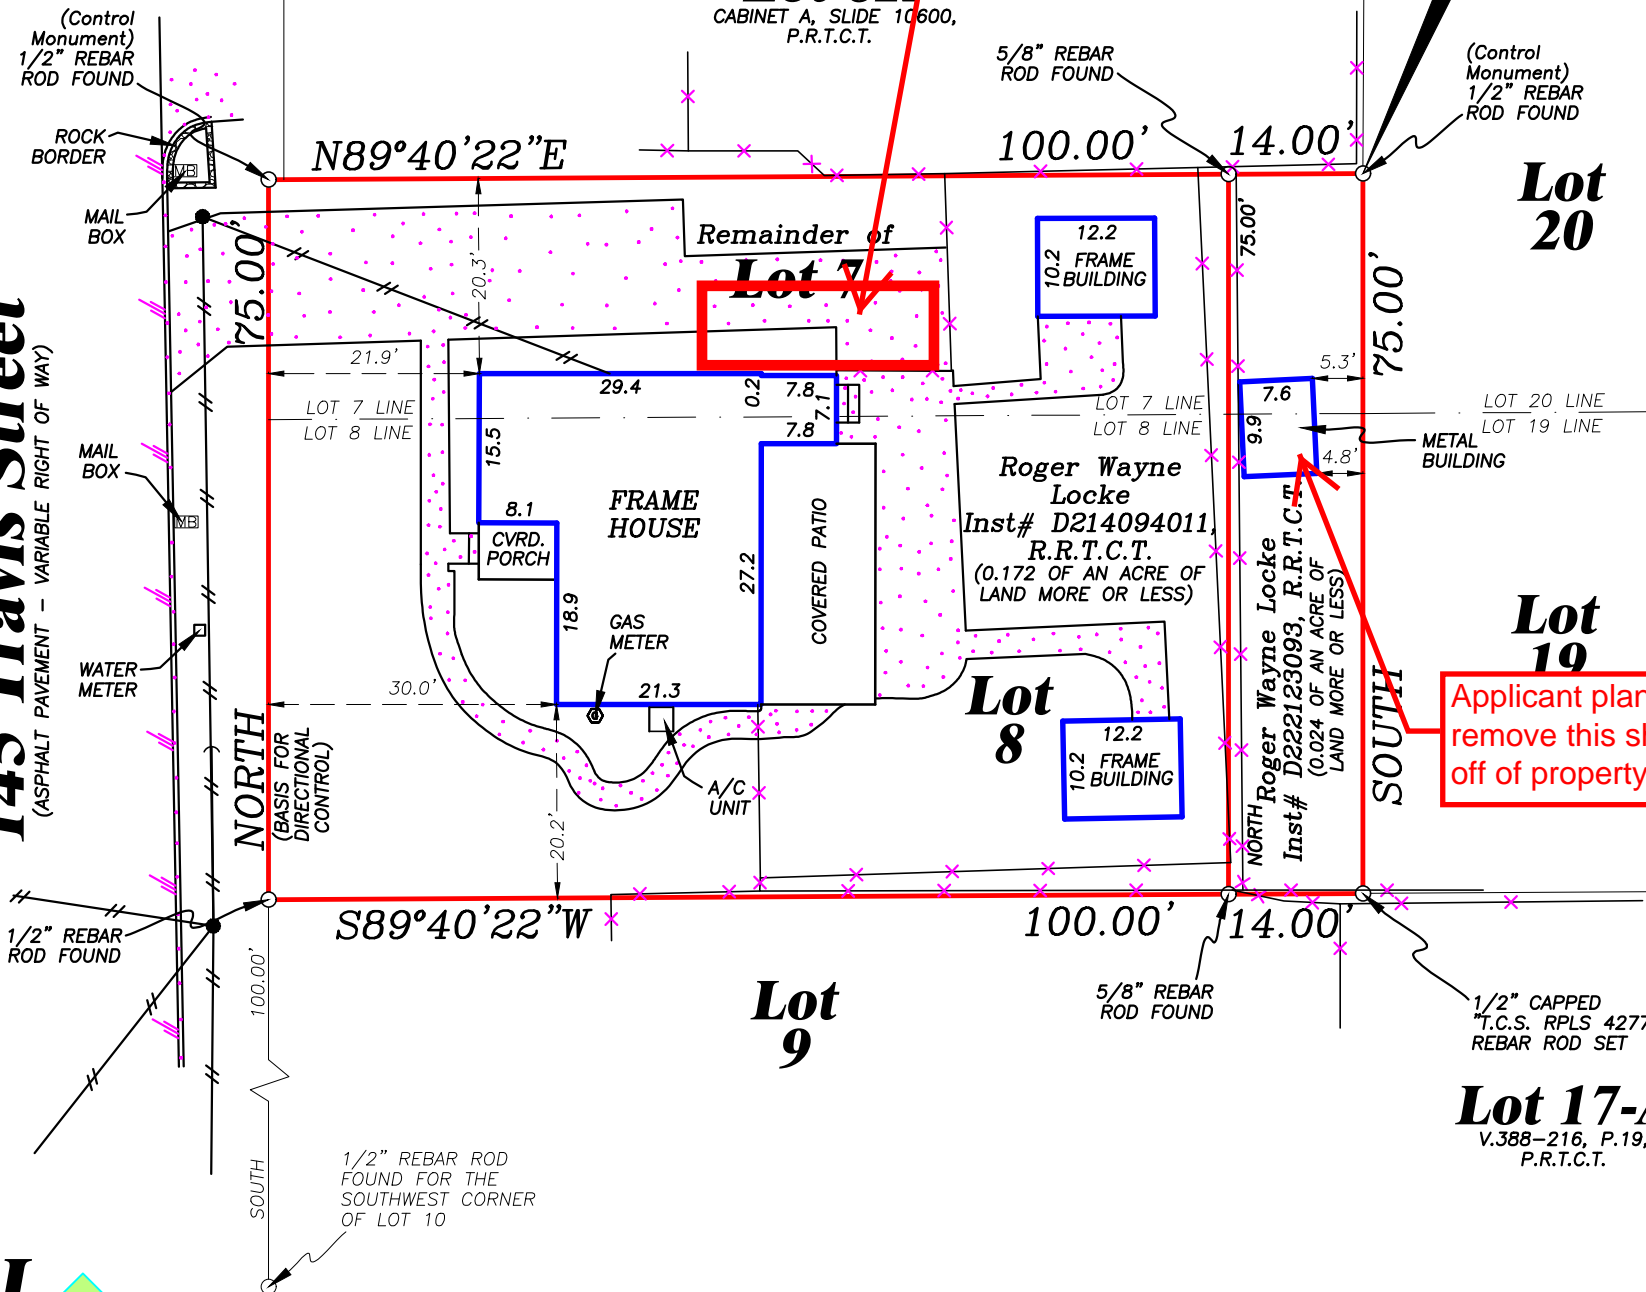 (Control
Monument)
1/2" REBAR
ROD FOUND
CABINET A, SLIDE 10600,
P.R.T.C.T.
5/8" REBAR
ROD FOUND
(Control
Monument)
1/2" REBAR
ROD FOUND
ROCK
BORDER
MB
MAIL
BOX
N89°40'22"E
100.00'
14.00'
Lot
20
75.00'
20.3'
Remainder of
Lot 7
12.2
10.2
FRAME
BUILDING
75.00'
75.00'
21.9'
29.4
0.2
7.8
7.1
7.8
5.3'
7.6
9.9
4.8'
LOT 7 LINE
LOT 8 LINE
LOT 7 LINE
LOT 8 LINE
LOT 20 LINE
LOT 19 LINE
METAL
BUILDING
MAIL
BOX
MB
15.5
8.1
FRAME
HOUSE
CVRD.
PORCH
COVERED PATIO
27.2
18.9
Roger Wayne
Locke
Inst# D214094011,
R.R.T.C.T.
(0.172 OF AN ACRE OF
LAND MORE OR LESS)
Roger Wayne Locke
Inst# D222123093, R.R.T.C.T.
(0.024 OF AN ACRE OF
LAND MORE OR LESS)
145 Travis Street
(ASPHALT PAVEMENT - VARIABLE RIGHT OF WAY)
Lot
19
GAS
METER
WATER
METER
30.0'
21.3
Lot
8
12.2
10.2
FRAME
BUILDING
Applicant plan
remove this sh
off of property
NORTH
(BASIS FOR
DIRECTIONAL
CONTROL)
A/C
UNIT
20.2'
NORTH
SOUTH
S89°40'22"W
100.00'
14.00'
1/2" REBAR
ROD FOUND
100.00'
Lot
9
5/8" REBAR
ROD FOUND
1/2" CAPPED
"T.C.S. RPLS 4277
REBAR ROD SET
Lot 17-A
V.388-216, P.19,
P.R.T.C.T.
SOUTH
1/2" REBAR ROD
FOUND FOR THE
SOUTHWEST CORNER
OF LOT 10